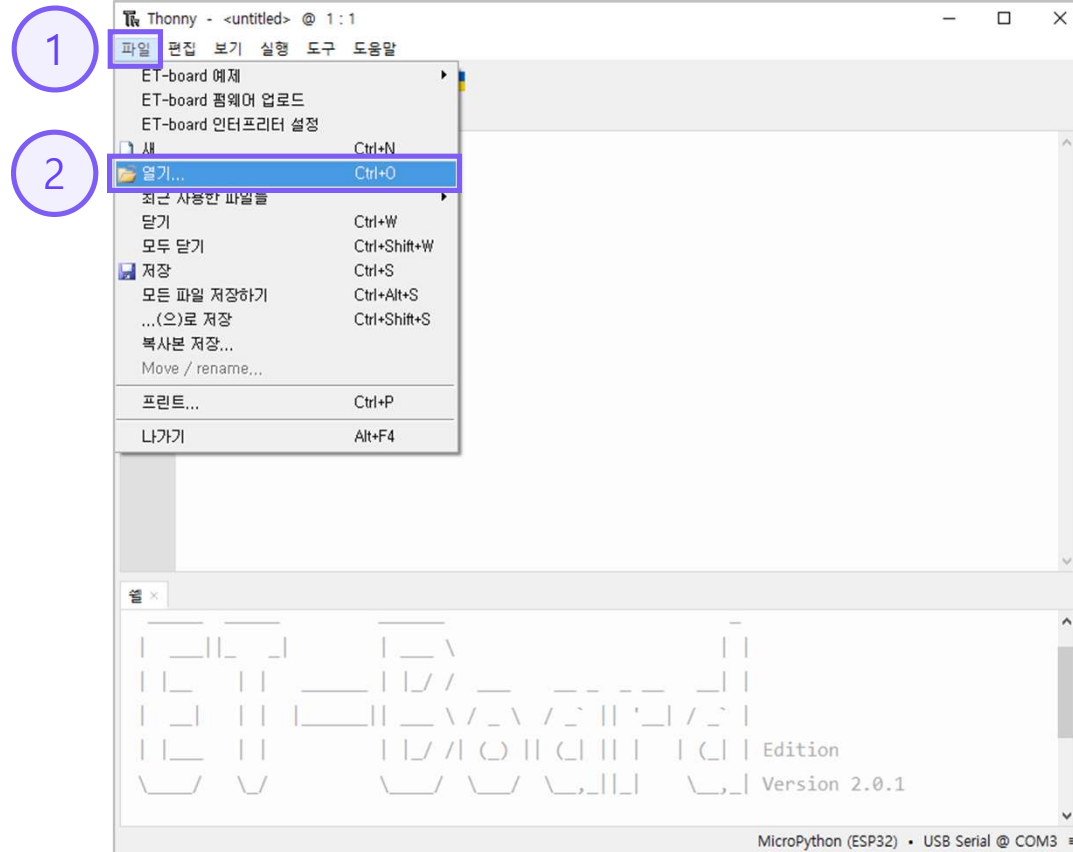 Thonny - <untitled> @ 1 : 1
1
파일 편집 보기 실행 도구 도움말
ET-board 예제
ET-board 펌웨어 업로드
ET-board 인터프리터 설정
새 Ctrl+N
2
열기... Ctrl+O
최근 사용한 파일들
닫기 Ctrl+W
모두 닫기 Ctrl+Shift+W
저장 Ctrl+S
모든 파일 저장하기 Ctrl+Alt+S
...(으)로 저장 Ctrl+Shift+S
복사본 저장...
Move / rename...
프린트... Ctrl+P
나가기 Alt+F4
쉘
ET-Board
Edition
Version 2.0.1
MicroPython (ESP32) • USB Serial @ COM3 ≡